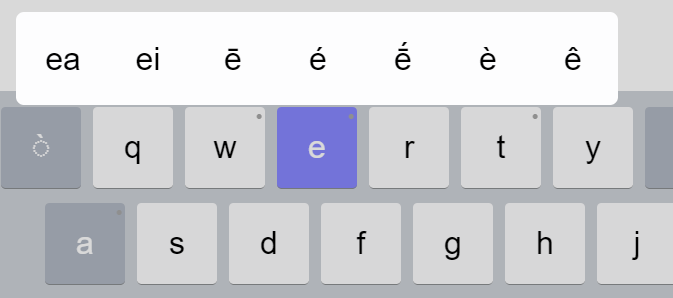 ea ei ē é ḗ è ê
◌̀ q w e r t y
a s d f g h j